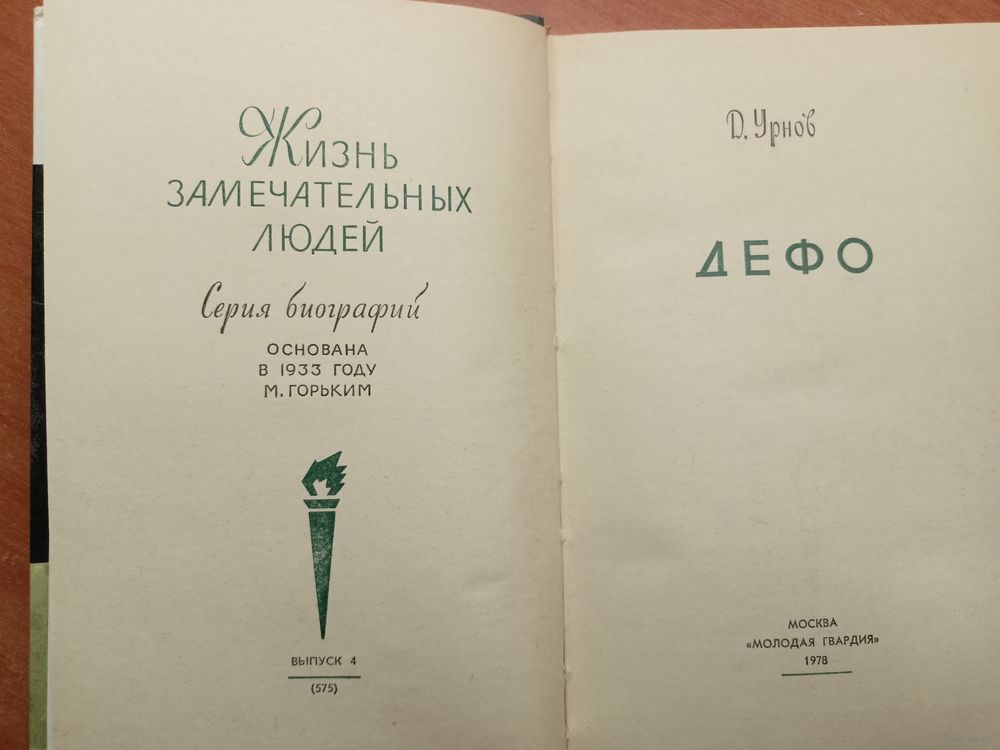 Жизнь
ЗАМЕЧАТЕЛЬНЫХ
ЛЮДЕЙ
Серия биографий
ОСНОВАНА
В 1933 ГОДУ
М. ГОРЬКИМ
ВЫПУСК 4
(575)
Д. Урнов
ДЕФО
МОСКВА
«МОЛОДАЯ ГВАРДИЯ»
1978